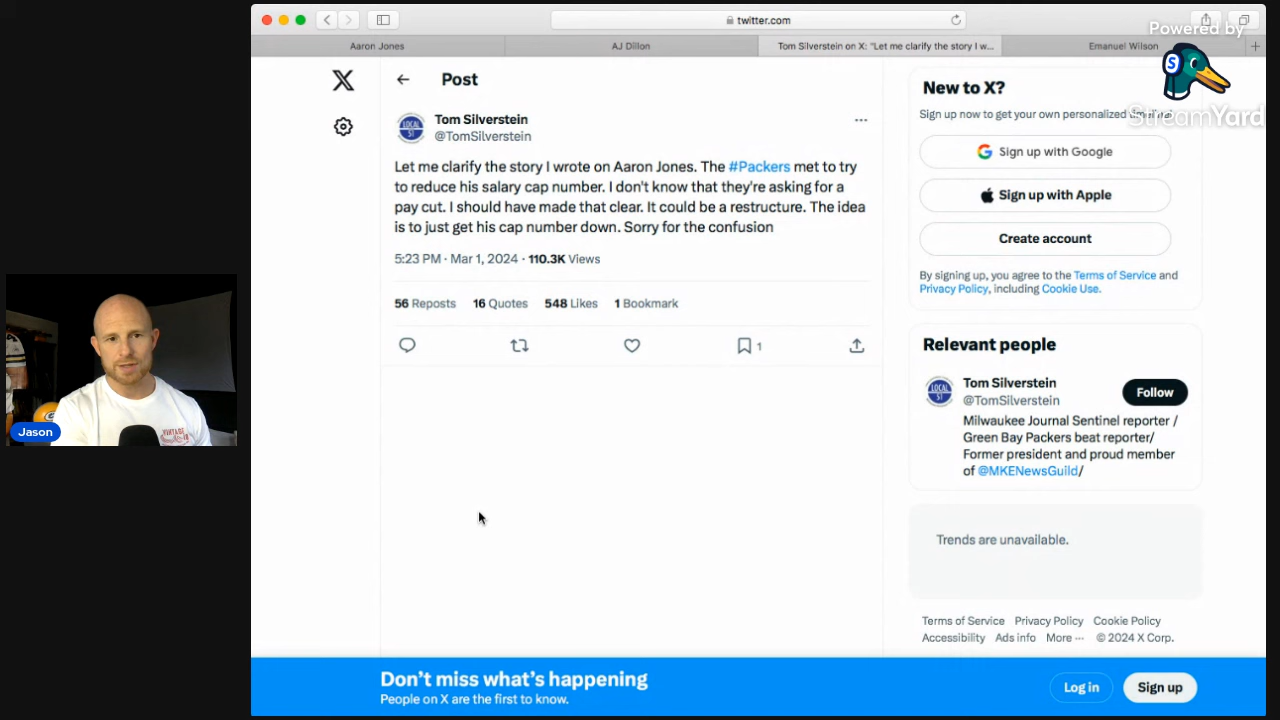 twitter.com
Powered by
StreamYard
Aaron Jones
AJ Dillon
Tom Silverstein on X: "Let me clarify the story I w...
Emanuel Wilson
Post
LOCAL
51
Tom Silverstein
@TomSilverstein
Let me clarify the story I wrote on Aaron Jones. The #Packers met to try
to reduce his salary cap number. I don't know that they're asking for a
pay cut. I should have made that clear. It could be a restructure. The idea
is to just get his cap number down. Sorry for the confusion
5:23 PM · Mar 1, 2024 · 110.3K Views
56 Reposts 16 Quotes 548 Likes 1 Bookmark
1
New to X?
Sign up now to get your own personalized timeline!
Sign up with Google
Sign up with Apple
Create account
By signing up, you agree to the Terms of Service and
Privacy Policy, including Cookie Use.
Relevant people
LOCAL
51
Tom Silverstein
@TomSilverstein
Follow
Milwaukee Journal Sentinel reporter /
Green Bay Packers beat reporter/
Former president and proud member
of @MKENewsGuild/
Trends are unavailable.
Terms of Service Privacy Policy Cookie Policy
Accessibility Ads info More ··· © 2024 X Corp.
Don't miss what's happening
People on X are the first to know.
Log in
Sign up
Jason
VINTAGE